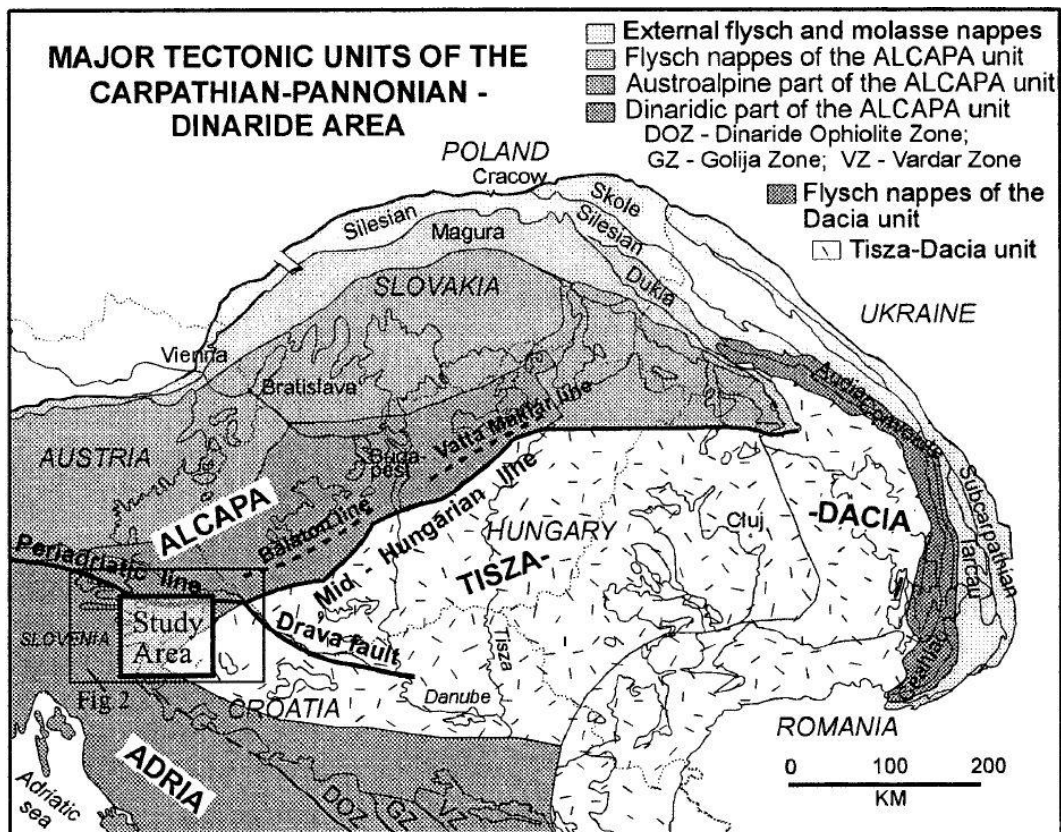 MAJOR TECTONIC UNITS OF THE
CARPATHIAN-PANNONIAN -
DINARIDE AREA
External flysch and molasse nappes
Flysch nappes of the ALCAPA unit
Austroalpine part of the ALCAPA unit
Dinaridic part of the ALCAPA unit
DOZ - Dinaride Ophiolite Zone;
GZ - Golija Zone; VZ - Vardar Zone
Flysch nappes of the
Dacia unit
Tisza-Dacia unit
POLAND
Cracow
Skole
Silesian
Silesian
Magura
Dukla
SLOVAKIA
UKRAINE
Vienna
Bratislava
Audia
AUSTRIA
Buda-
pest
Vatta Maklár line
ALCAPA
Balaton line
Mid - Hungarian line
HUNGARY
Cluj
-DACIA
TISZA-
Subcarpathian
Tarcau
Periadriatic line
SLOVENIA
Study
Area
Drava fault
Tisza
Danube
Ceahlau
Fig 2
CROATIA
ROMANIA
ADRIA
Adriatic
sea
DOZ
GZ
VZ
0 100 200
KM